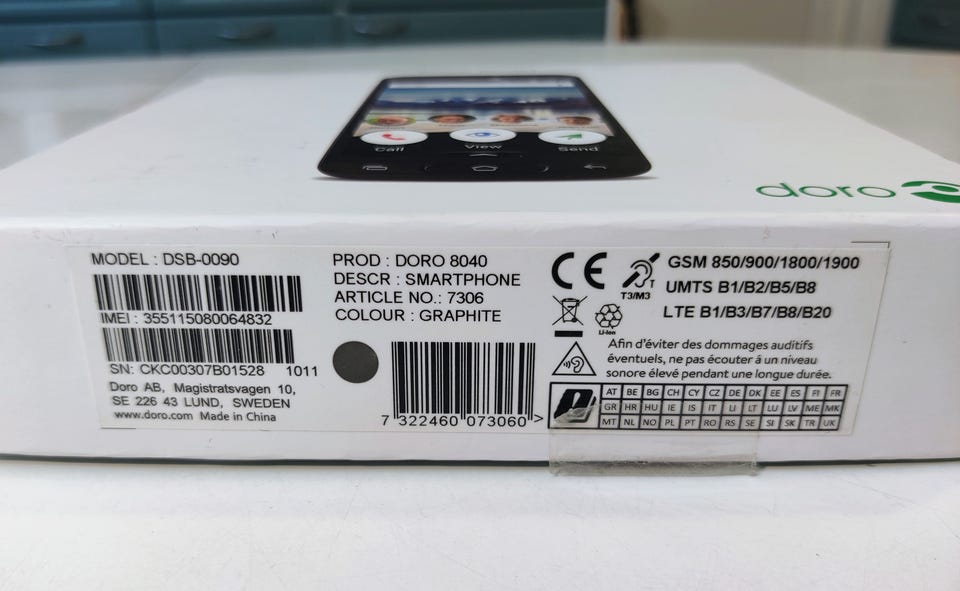 Call View Send
doro
MODEL : DSB-0090
IMEI : 355115080064832
SN: CKC00307B01528 1011
Doro AB, Magistratsvagen 10,
SE 226 43 LUND, SWEDEN
www.doro.com Made in China
PROD : DORO 8040
DESCR : SMARTPHONE
ARTICLE NO.: 7306
COLOUR : GRAPHITE
7 322460 073060 >
CE
T
T3/M3
Li-ion
GSM 850/900/1800/1900
UMTS B1/B2/B5/B8
LTE B1/B3/B7/B8/B20
Afin d'éviter des dommages auditifs
éventuels, ne pas écouter à un niveau
sonore élevé pendant une longue durée.
AT BE BG CH CY CZ DE DK EE ES FI FR
GR HR HU IE IS IT LI LT LU LV ME MK
MT NL NO PL PT RO RS SE SI SK TR UK